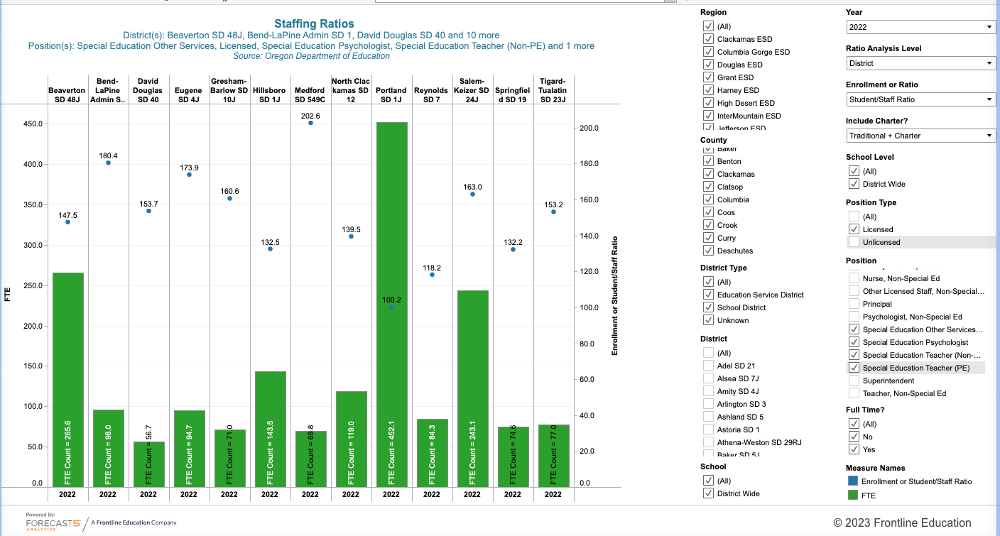 Staffing Ratios
District(s): Beaverton SD 48J, Bend-LaPine Admin SD 1, David Douglas SD 40 and 10 more
Position(s): Special Education Other Services, Licensed, Special Education Psychologist, Special Education Teacher (Non-PE) and 1 more
Source: Oregon Department of Education
Beaverton
SD 48J
Bend-
LaPine
Admin S..
David
Douglas
SD 40
Eugene
SD 4J
Gresham-
Barlow SD
10J
Hillsboro
SD 1J
Medford
SD 549C
North Clac
kamas SD
12
Portland
SD 1J
Reynolds
SD 7
Salem-
Keizer SD
24J
Springfiel
d SD 19
Tigard-
Tualatin
SD 23J
FTE
450.0
400.0
350.0
300.0
250.0
200.0
150.0
100.0
50.0
0.0
147.5
180.4
153.7
173.9
160.6
132.5
202.6
139.5
100.2
118.2
163.0
132.2
153.2
FTE Count = 265.6
FTE Count = 96.0
FTE Count = 56.7
FTE Count = 94.7
FTE Count = 71.0
FTE Count = 143.5
FTE Count = 69.8
FTE Count = 119.0
FTE Count = 452.1
FTE Count = 84.3
FTE Count = 243.1
FTE Count = 74.6
FTE Count = 77.0
200.0
180.0
160.0
140.0
120.0
100.0
80.0
60.0
40.0
20.0
0.0
Enrollment or Student/Staff Ratio
2022
2022
2022
2022
2022
2022
2022
2022
2022
2022
2022
2022
2022
Region
(All)
Clackamas ESD
Columbia Gorge ESD
Douglas ESD
Grant ESD
Harney ESD
High Desert ESD
InterMountain ESD
Jefferson ESD
County
Baker
Benton
Clackamas
Clatsop
Columbia
Coos
Crook
Curry
Deschutes
District Type
(All)
Education Service District
School District
Unknown
District
(All)
Adel SD 21
Alsea SD 7J
Amity SD 4J
Arlington SD 3
Ashland SD 5
Astoria SD 1
Athena-Weston SD 29RJ
Baker SD 5J
School
(All)
District Wide
Year
2022
Ratio Analysis Level
District
Enrollment or Ratio
Student/Staff Ratio
Include Charter?
Traditional + Charter
School Level
(All)
District Wide
Position Type
(All)
Licensed
Unlicensed
Position
Nurse, Non-Special Ed
Other Licensed Staff, Non-Special...
Principal
Psychologist, Non-Special Ed
Special Education Other Services...
Special Education Psychologist
Special Education Teacher (Non-...
Special Education Teacher (PE)
Superintendent
Teacher, Non-Special Ed
Full Time?
(All)
No
Yes
Measure Names
Enrollment or Student/Staff Ratio
FTE
Powered By:
FORECAST5
ANALYTICS
A Frontline Education Company
© 2023 Frontline Education